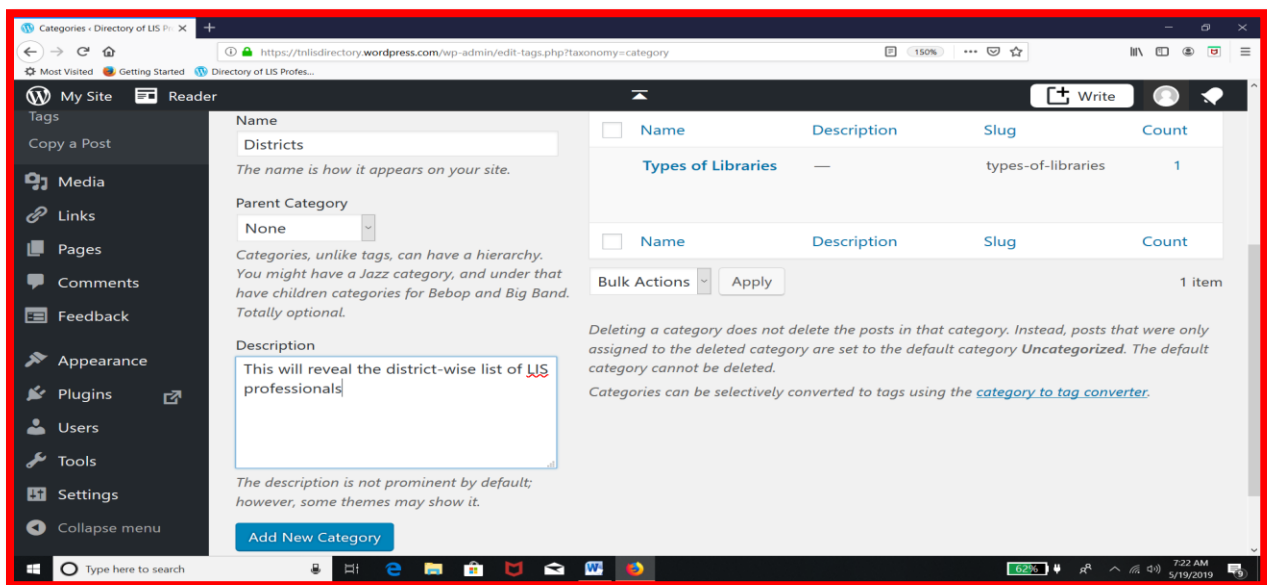 Categories ‹ Directory of LIS Pr
https://tnlisdirectory.wordpress.com/wp-admin/edit-tags.php?taxonomy=category
150%
Most Visited Getting Started Directory of LIS Profes...
My Site Reader Write
Tags
Copy a Post
Media
Links
Pages
Comments
Feedback
Appearance
Plugins
Users
Tools
Settings
Collapse menu
Name
Districts
The name is how it appears on your site.
Parent Category
None
Categories, unlike tags, can have a hierarchy.
You might have a Jazz category, and under that
have children categories for Bebop and Big Band.
Totally optional.
Description
This will reveal the district-wise list of LIS
professionals
The description is not prominent by default;
however, some themes may show it.
Add New Category
Name Description Slug Count
Types of Libraries — types-of-libraries 1
Name Description Slug Count
Bulk Actions Apply 1 item
Deleting a category does not delete the posts in that category. Instead, posts that were only
assigned to the deleted category are set to the default category Uncategorized. The default
category cannot be deleted.
Categories can be selectively converted to tags using the category to tag converter.
Type here to search
62%
7:22 AM
5/19/2019